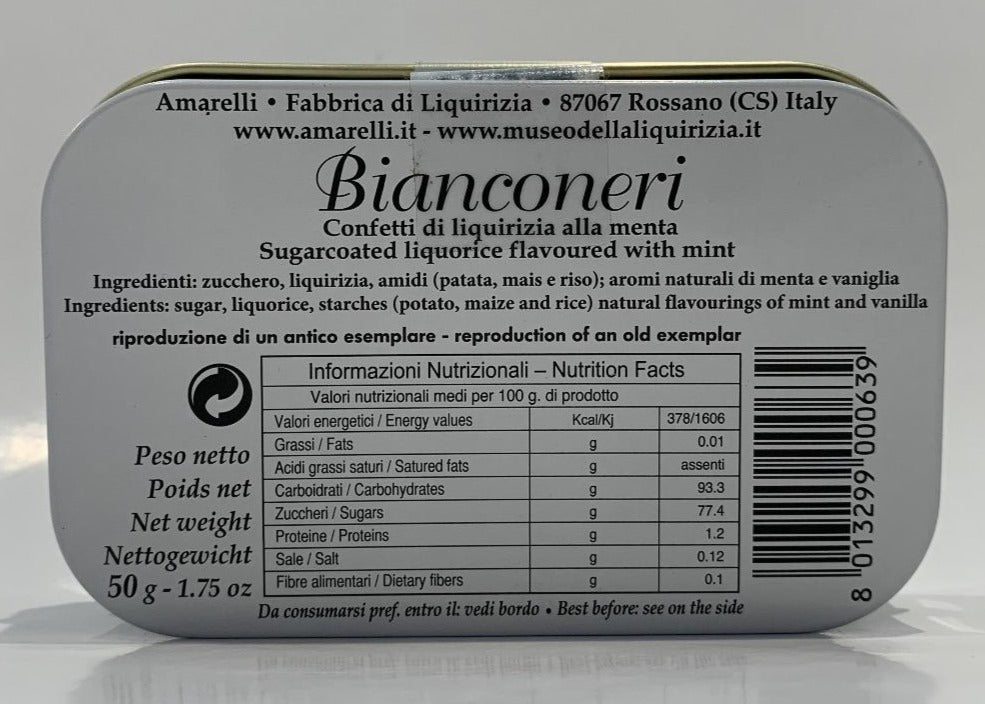 Amarelli • Fabbrica di Liquirizia • 87067 Rossano (CS) Italy
www.amarelli.it - www.museodellaliquirizia.it
Bianconeri
Confetti di liquirizia alla menta
Sugarcoated liquorice flavoured with mint
Ingredienti: zucchero, liquirizia, amidi (patata, mais e riso); aromi naturali di menta e vaniglia
Ingredients: sugar, liquorice, starches (potato, maize and rice) natural flavourings of mint and vanilla
riproduzione di un antico esemplare - reproduction of an old exemplar
Peso netto
Poids net
Net weight
Nettogewicht
50 g - 1.75 oz
Informazioni Nutrizionali – Nutrition Facts
Valori nutrizionali medi per 100 g. di prodotto
Valori energetici / Energy values Kcal/Kj 378/1606
Grassi / Fats g 0.01
Acidi grassi saturi / Satured fats g assenti
Carboidrati / Carbohydrates g 93.3
Zuccheri / Sugars g 77.4
Proteine / Proteins g 1.2
Sale / Salt g 0.12
Fibre alimentari / Dietary fibers g 0.1
Da consumarsi pref. entro il: vedi bordo • Best before: see on the side
8 013299 000639